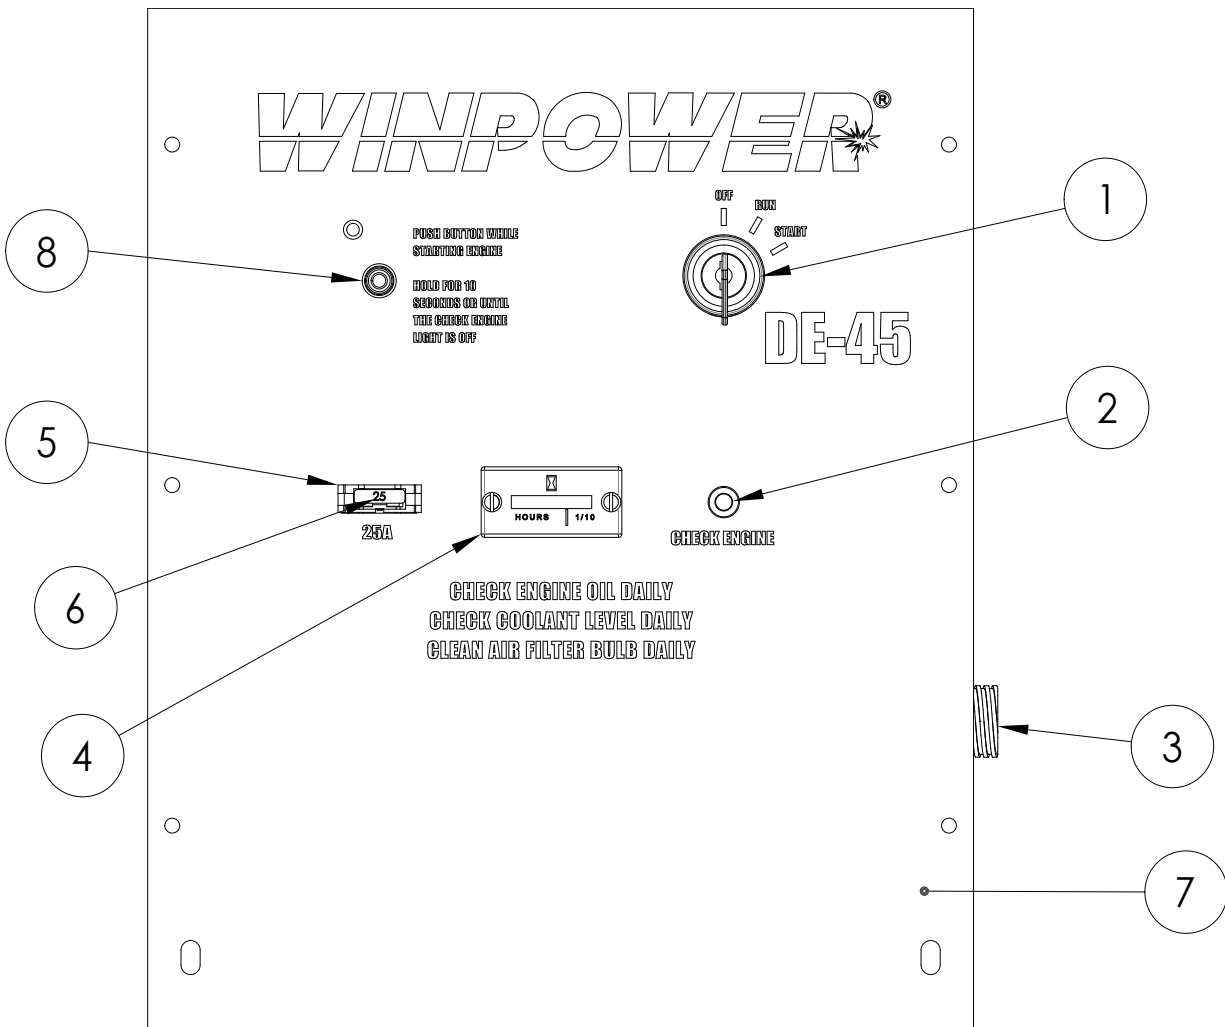 WINPOWER®
1
OFF
RUN
START
8
PUSH BUTTON WHILE
STARTING ENGINE
HOLD FOR 10
SECONDS OR UNTIL
THE CHECK ENGINE
LIGHT IS OFF
DE-45
2
5
25
25A
HOURS 1/10
CHECK ENGINE
6
CHECK ENGINE OIL DAILY
CHECK COOLANT LEVEL DAILY
CLEAN AIR FILTER BULB DAILY
4
3
7